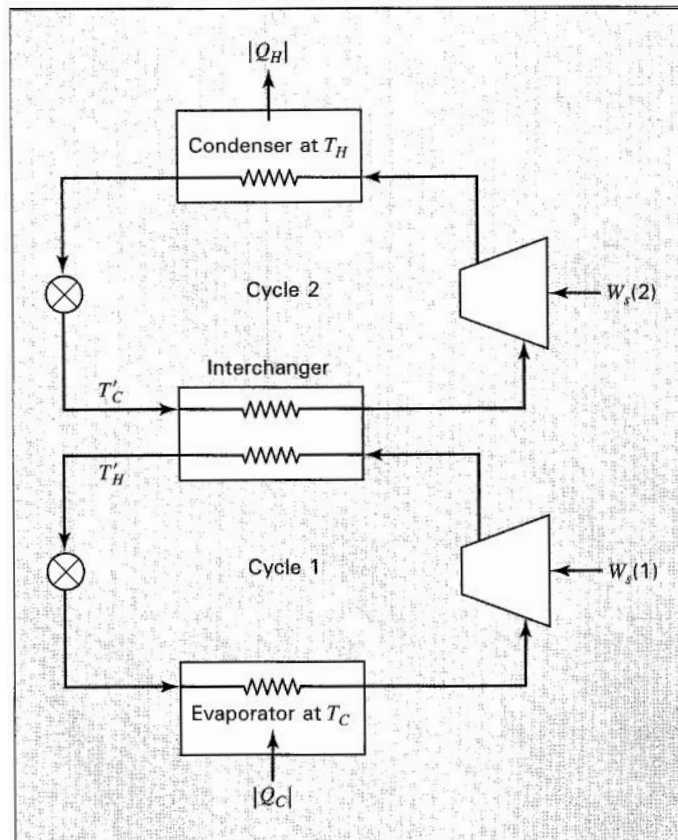 |Q_H|
Condenser at T_H
Cycle 2
W_s(2)
Interchanger
T'_C
T'_H
Cycle 1
W_s(1)
Evaporator at T_C
|Q_C|